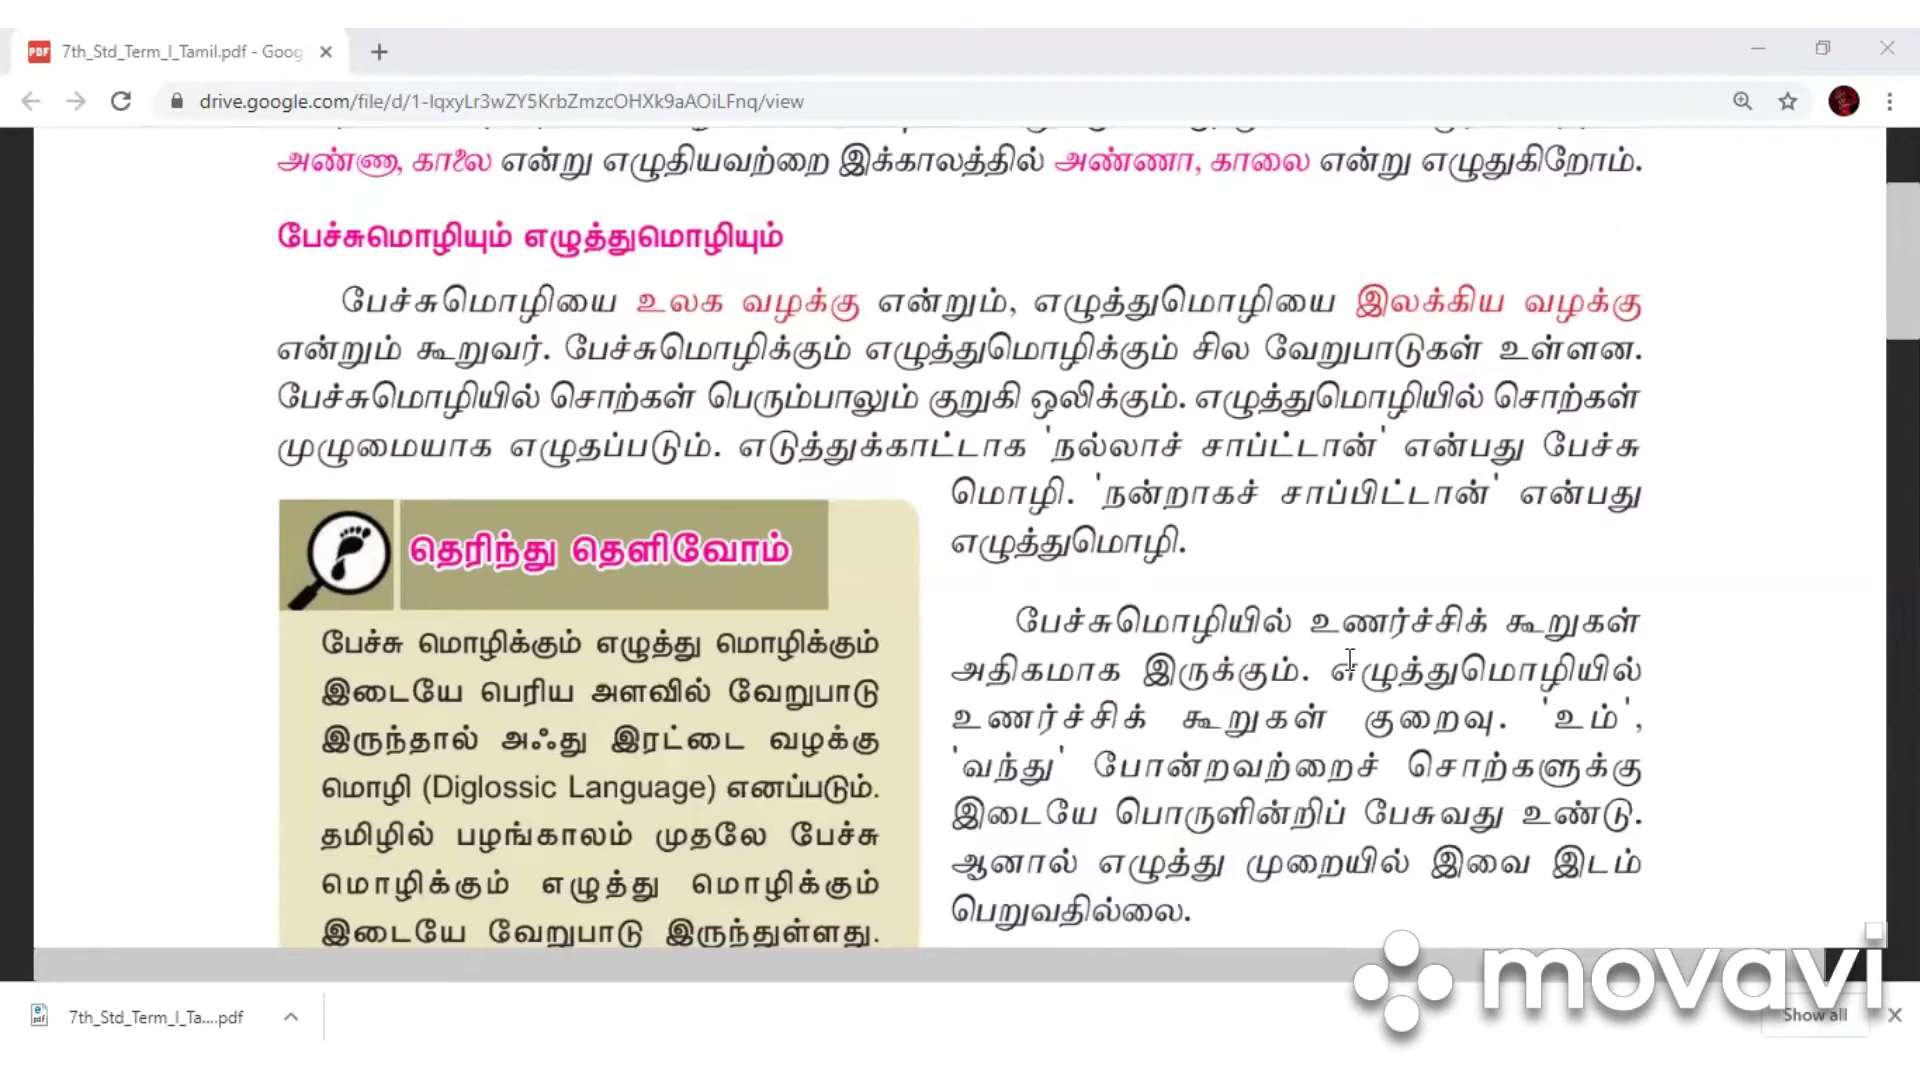 7th_Std_Term_I_Tamil.pdf - Goog
drive.google.com/file/d/1-IqxyLr3wZY5KrbZmzcOHXk9aAOiLFnq/view
அண்ணா, காலை என்று எழுதியவற்றை இக்காலத்தில் அண்ணா, காலை என்று எழுதுகிறோம்.
பேச்சுமொழியும் எழுத்துமொழியும்
பேச்சுமொழியை உலக வழக்கு என்றும், எழுத்துமொழியை இலக்கிய வழக்கு
என்றும் கூறுவர். பேச்சுமொழிக்கும் எழுத்துமொழிக்கும் சில வேறுபாடுகள் உள்ளன.
பேச்சுமொழியில் சொற்கள் பெரும்பாலும் குறுகி ஒலிக்கும். எழுத்துமொழியில் சொற்கள்
முழுமையாக எழுதப்படும். எடுத்துக்காட்டாக 'நல்லாச் சாப்ட்டான்' என்பது பேச்சு
மொழி. 'நன்றாகச் சாப்பிட்டான்' என்பது
எழுத்துமொழி.
தெரிந்து தெளிவோம்
பேச்சு மொழிக்கும் எழுத்து மொழிக்கும்
இடையே பெரிய அளவில் வேறுபாடு
இருந்தால் அஃது இரட்டை வழக்கு
மொழி (Diglossic Language) எனப்படும்.
தமிழில் பழங்காலம் முதலே பேச்சு
மொழிக்கும் எழுத்து மொழிக்கும்
இடையே வேறுபாடு இருந்துள்ளது.
பேச்சுமொழியில் உணர்ச்சிக் கூறுகள்
அதிகமாக இருக்கும். எழுத்துமொழியில்
உணர்ச்சிக் கூறுகள் குறைவு. 'உம்',
'வந்து' போன்றவற்றைச் சொற்களுக்கு
இடையே பொருளின்றிப் பேசுவது உண்டு.
ஆனால் எழுத்து முறையில் இவை இடம்
பெறுவதில்லை.
movavi
7th_Std_Term_I_Ta....pdf
Show all